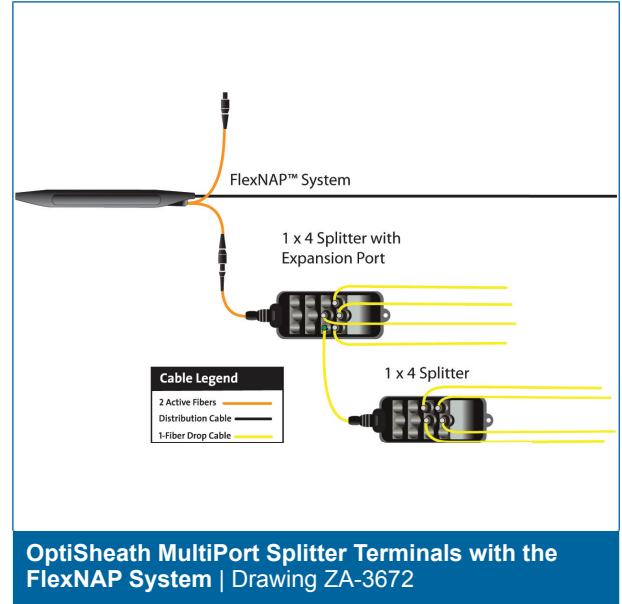 FlexNAP™ System
1 x 4 Splitter with
Expansion Port
1 x 4 Splitter
Cable Legend
2 Active Fibers
Distribution Cable
1-Fiber Drop Cable
OptiSheath MultiPort Splitter Terminals with the
FlexNAP System | Drawing ZA-3672